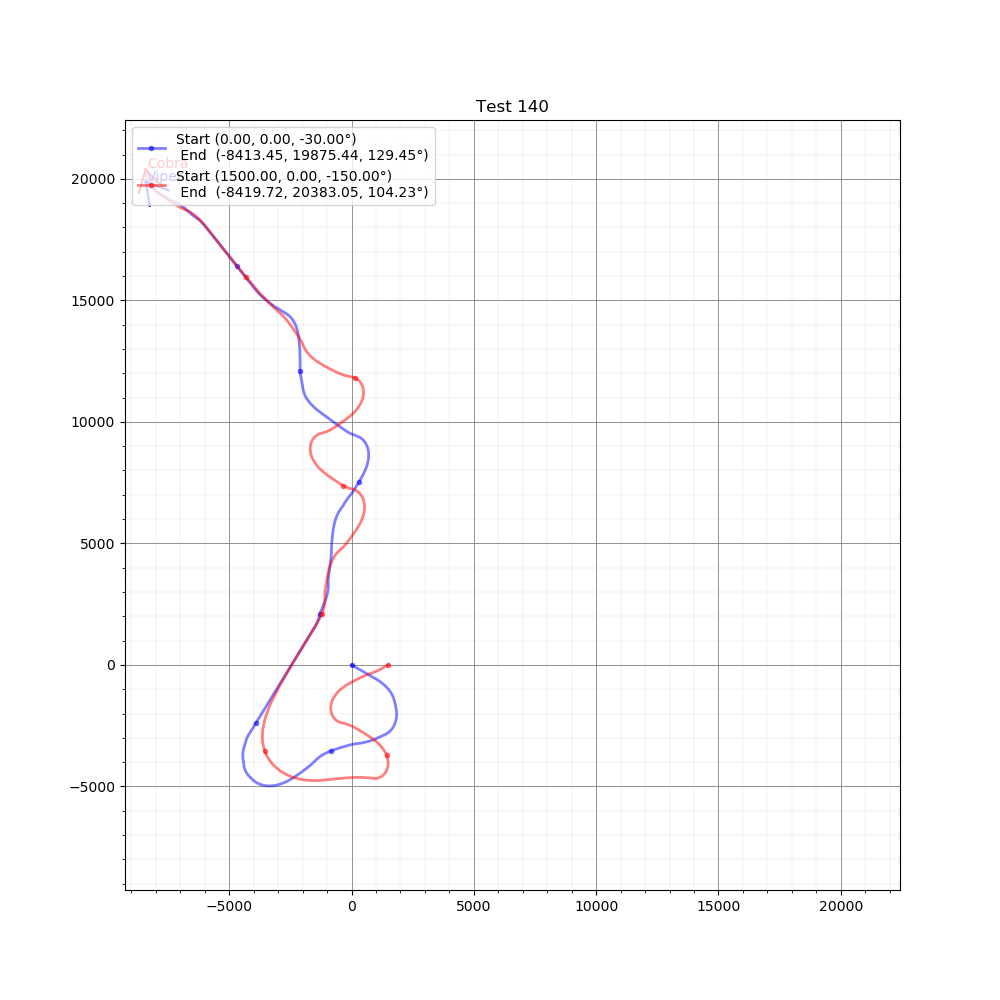 Test 140
Start (0.00, 0.00, -30.00°)
End (-8413.45, 19875.44, 129.45°)
Start (1500.00, 0.00, -150.00°)
End (-8419.72, 20383.05, 104.23°)
Cobra
Viper
20000
15000
10000
5000
0
−5000
−5000
0
5000
10000
15000
20000